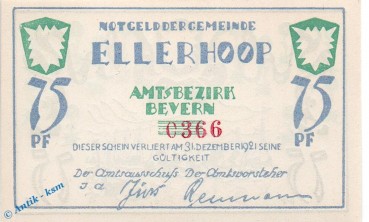 NOTGELD DER GEMEINDE
ELLERHOOP
75 PF
AMTSBEZIRK
BEVERN
75 PF
0366
DIESER SCHEIN VERLIERT AM 31. DEZEMBER 1921 SEINE
GÜLTIGKEIT
Der Amtsausschuß Der Amtsvorsteher
I.A.
© Antik - ksm